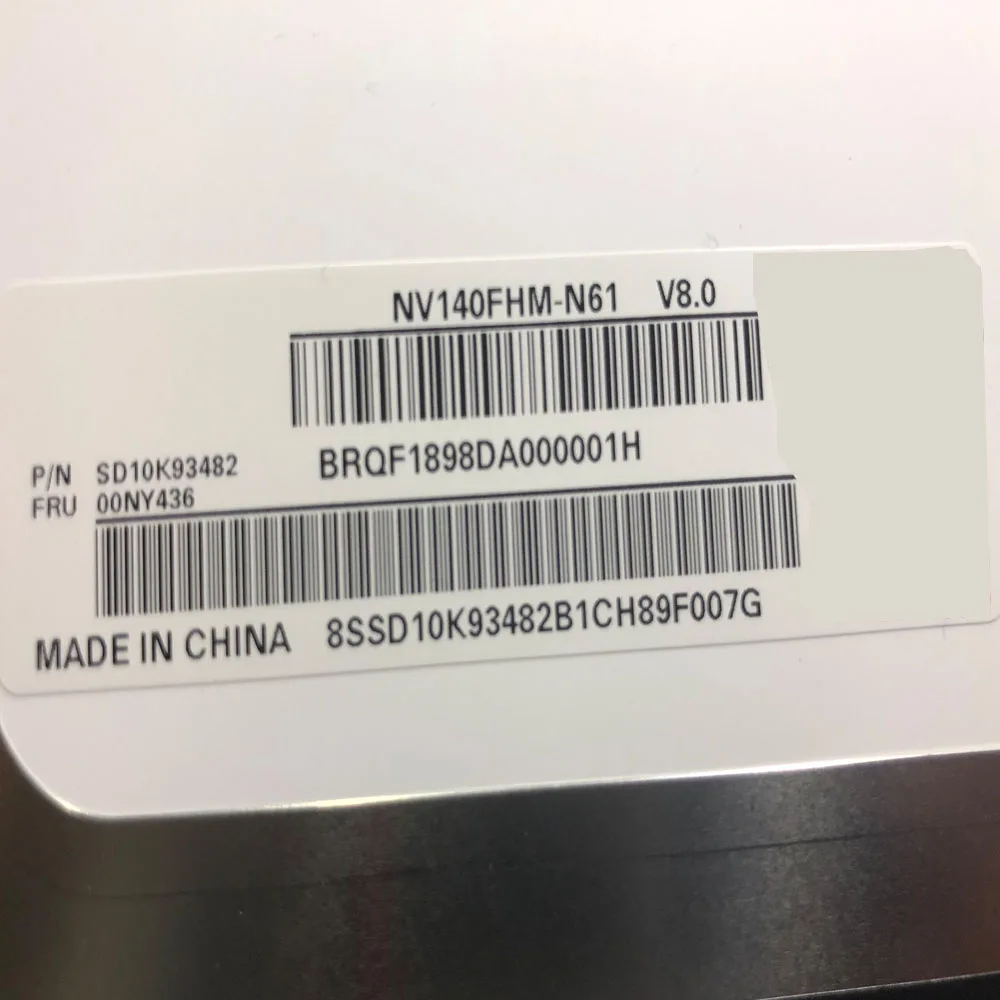 NV140FHM-N61 V8.0
BRQF1898DA000001H
P/N SD10K93482
FRU 00NY436
MADE IN CHINA 8SSD10K93482B1CH89F007G